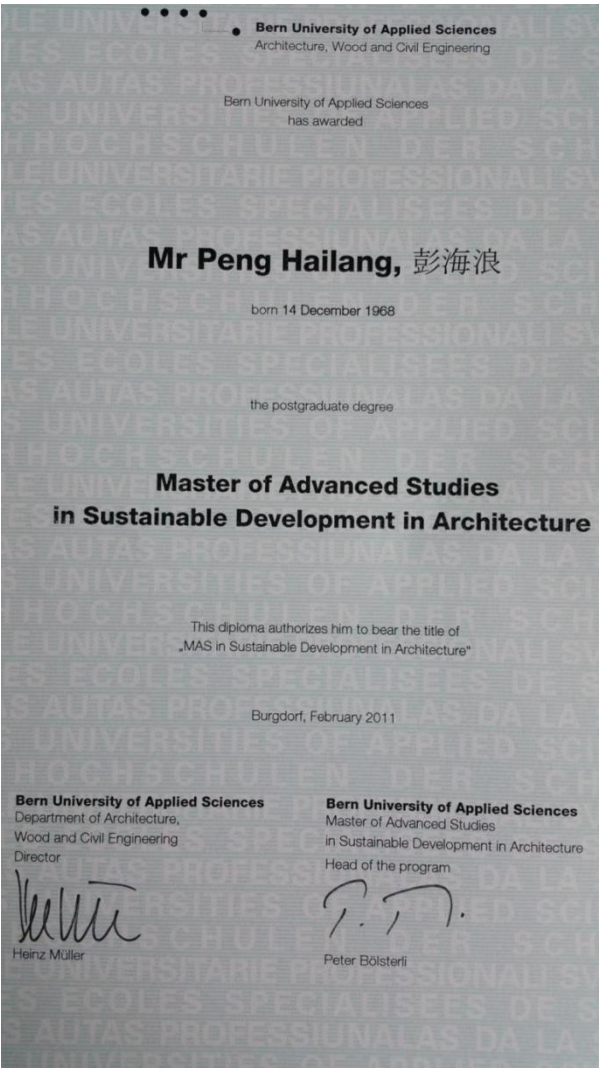 Bern University of Applied Sciences
Architecture, Wood and Civil Engineering
Bern University of Applied Sciences
has awarded
Mr Peng Hailang, 彭海浪
born 14 December 1968
the postgraduate degree
Master of Advanced Studies
in Sustainable Development in Architecture
This diploma authorizes him to bear the title of
„MAS in Sustainable Development in Architecture"
Burgdorf, February 2011
Bern University of Applied Sciences
Department of Architecture,
Wood and Civil Engineering
Director
Heinz Müller
Bern University of Applied Sciences
Master of Advanced Studies
in Sustainable Development in Architecture
Head of the program
Peter Bölsterli